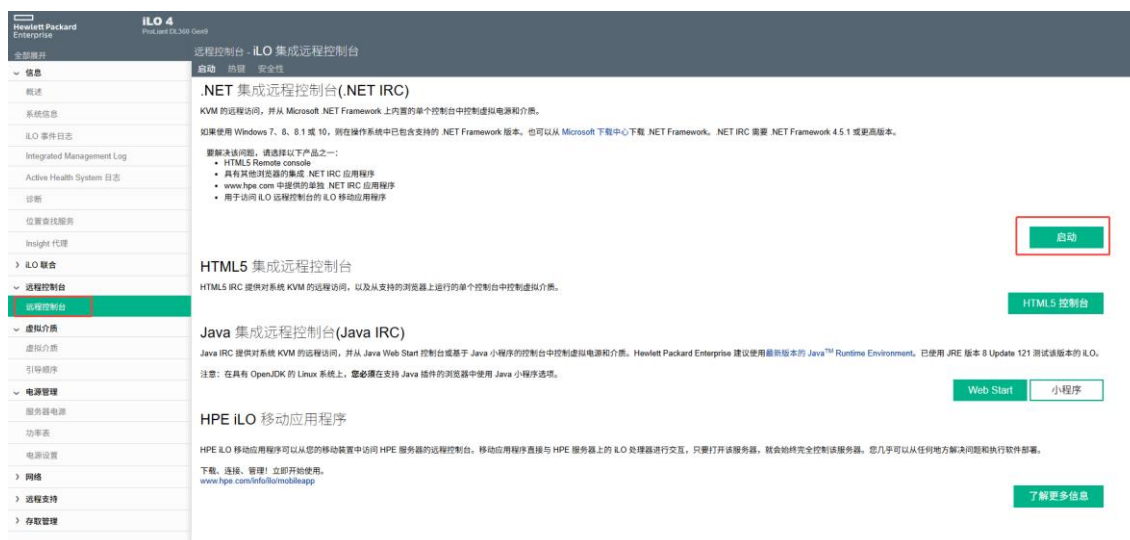 Hewlett Packard
Enterprise
iLO 4
ProLiant DL360 Gen9
全部展开
远程控制台 - iLO 集成远程控制台
启动 热键 安全性
信息
概述
系统信息
iLO 事件日志
Integrated Management Log
Active Health System 日志
诊断
位置查找服务
Insight 代理
iLO 联合
远程控制台
远程控制台
虚拟介质
虚拟介质
引导顺序
电源管理
服务器电源
功率表
电源设置
网络
远程支持
存取管理
.NET 集成远程控制台(.NET IRC)
KVM 的远程访问，并从 Microsoft .NET Framework 上内置的单个控制台中控制虚拟电源和介质。
如果使用 Windows 7、8、8.1 或 10，则在操作系统中已包含支持的 .NET Framework 版本。也可以从 Microsoft 下载中心下载 .NET Framework。.NET IRC 需要 .NET Framework 4.5.1 或更高版本。
要解决该问题，请选择以下产品之一：
• HTML5 Remote console
• 具有其他浏览器的集成 .NET IRC 应用程序
• www.hpe.com 中提供的单独 .NET IRC 应用程序
• 用于访问 iLO 远程控制台的 iLO 移动应用程序
启动
HTML5 集成远程控制台
HTML5 IRC 提供对系统 KVM 的远程访问，以及从支持的浏览器上运行的单个控制台中控制虚拟介质。
HTML5 控制台
Java 集成远程控制台(Java IRC)
Java IRC 提供对系统 KVM 的远程访问，并从 Java Web Start 控制台或基于 Java 小程序的控制台中控制虚拟电源和介质。Hewlett Packard Enterprise 建议使用最新版本的 Java™ Runtime Environment。已使用 JRE 版本 8 Update 121 测试该版本的 iLO。
注意：在具有 OpenJDK 的 Linux 系统上，您必须在支持 Java 插件的浏览器中使用 Java 小程序选项。
Web Start 小程序
HPE iLO 移动应用程序
HPE iLO 移动应用程序可以从您的移动装置中访问 HPE 服务器的远程控制台。移动应用程序直接与 HPE 服务器上的 iLO 处理器进行交互，只要打开该服务器，就会始终完全控制该服务器。您几乎可以从任何地方解决问题和执行软件部署。
下载、连接、管理！立即开始使用。
www.hpe.com/info/ilo/mobileapp
了解更多信息